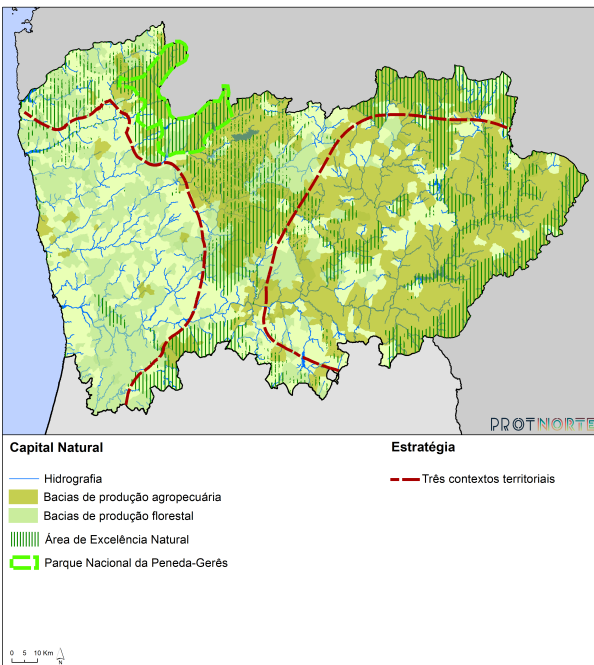 PROTNORTE
Capital Natural
Estratégia
Hidrografia
Três contextos territoriais
Bacias de produção agropecuária
Bacias de produção florestal
Área de Excelência Natural
Parque Nacional da Peneda-Gerês
0 5 10 Km
N